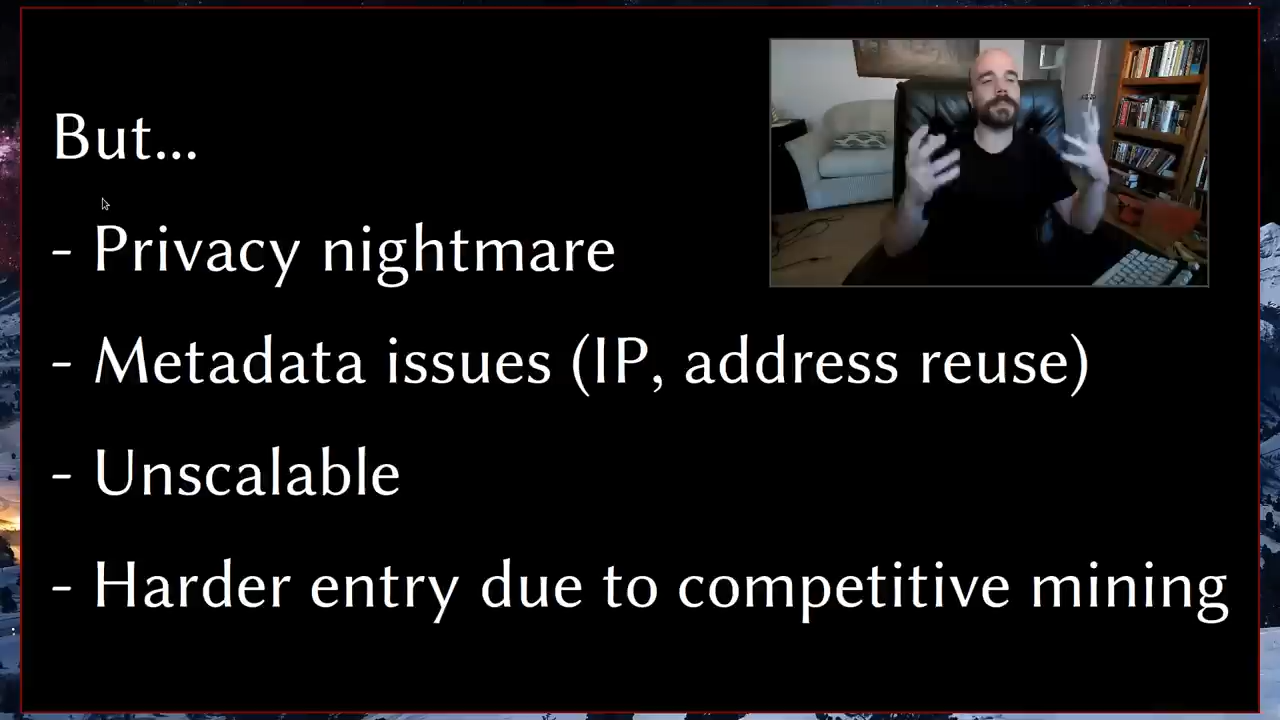 But...
- Privacy nightmare
- Metadata issues (IP, address reuse)
- Unscalable
- Harder entry due to competitive mining